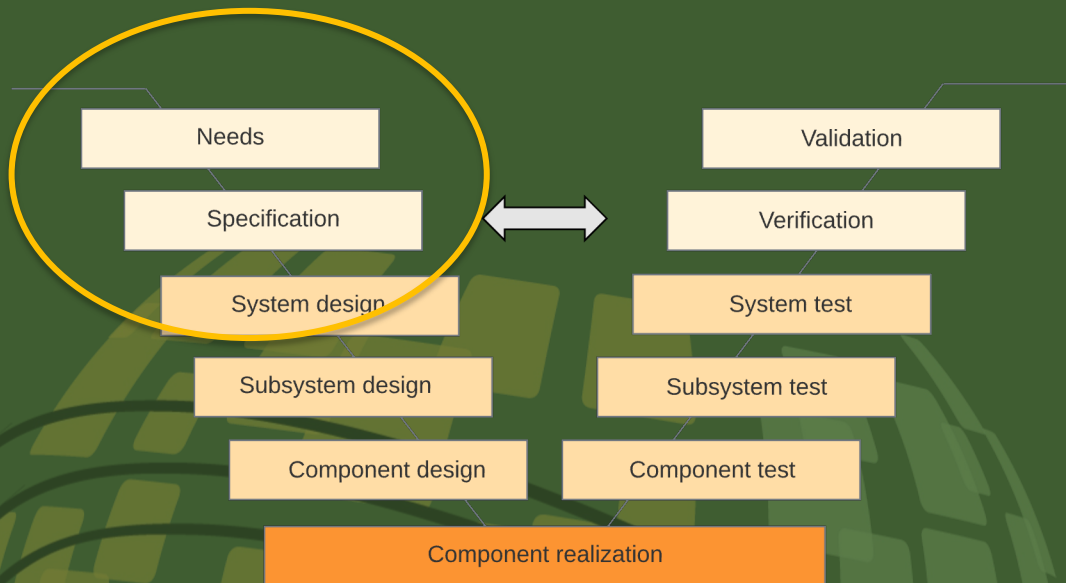 Needs
Validation
Specification
Verification
System design
System test
Subsystem design
Subsystem test
Component design
Component test
Component realization